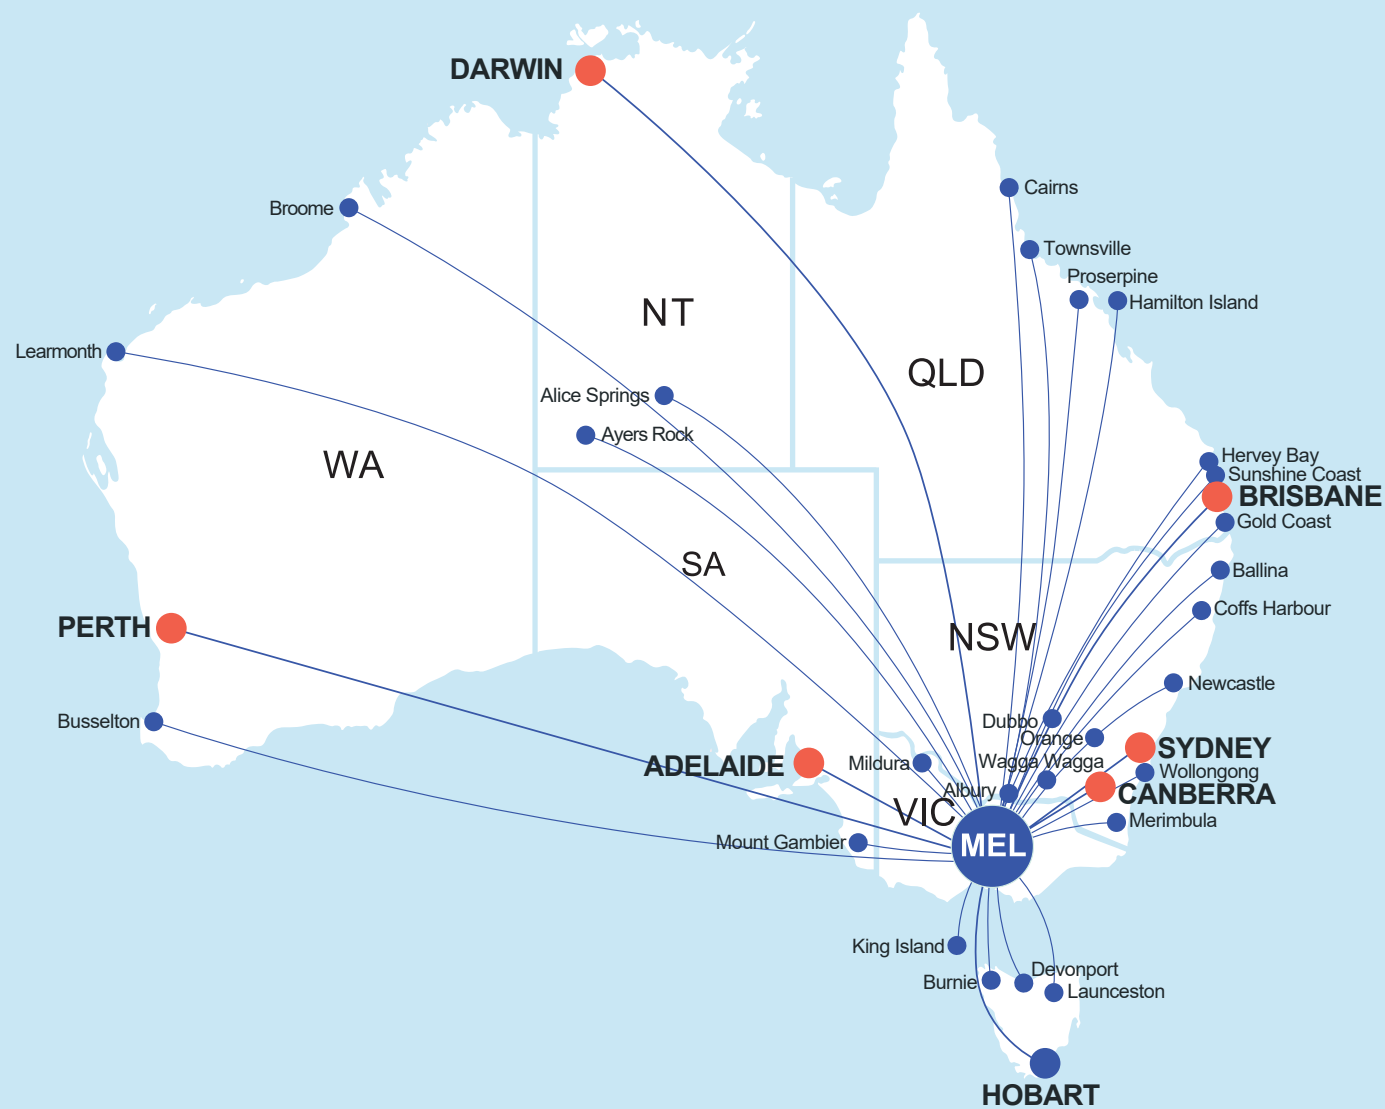 DARWIN
Cairns
Broome
Townsville
Proserpine
Hamilton Island
NT
Learmonth
QLD
Alice Springs
Ayers Rock
WA
Hervey Bay
Sunshine Coast
BRISBANE
Gold Coast
SA
Ballina
Coffs Harbour
PERTH
NSW
Newcastle
Busselton
Dubbo
Orange
SYDNEY
Wagga Wagga
Mildura
ADELAIDE
Wollongong
Albury
CANBERRA
VIC
Merimbula
Mount Gambier
MEL
King Island
Devonport
Burnie
Launceston
HOBART